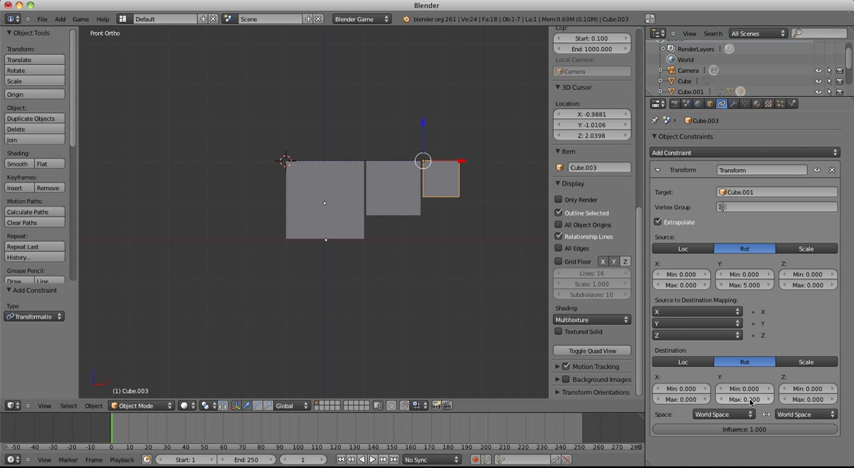 Blender
File Add Game Help Default Scene Blender Game blender.org 261 | Ve:24 | Fa:18 | Ob:1-7 | La:1 | Mem:9.69M (0.10M) | Cube.003
Object Tools
Transform:
Translate
Rotate
Scale
Origin
Object:
Duplicate Objects
Delete
Join
Shading:
Smooth Flat
Keyframes:
Insert Remove
Motion Paths:
Calculate Paths
Clear Paths
Repeat:
Repeat Last
History...
Grease Pencil:
Draw Line
Add Constraint
Type
Transformatio
Front Ortho
(1) Cube.003
Clip:
Start: 0.100
End: 1000.000
Local Camera:
Camera
3D Cursor
Location:
X: -0.9881
Y: -1.0106
Z: 2.0398
Item
Cube.003
Display
Only Render
Outline Selected
All Object Origins
Relationship Lines
All Edges
Grid Floor X Y Z
Lines: 16
Scale: 1.000
Subdivisions: 10
Shading:
Multitexture
Textured Solid
Toggle Quad View
Motion Tracking
Background Images
Transform Orientations
View Search All Scenes
RenderLayers
World
Camera
Cube
Cube.001
Cube.003
Object Constraints
Add Constraint
Transform Transform
Target: Cube.001
Vertex Group
Extrapolate
Source:
Loc Rot Scale
X: Y: Z:
Min: 0.000 Min: 0.000 Min: 0.000
Max: 0.000 Max: 5.000 Max: 0.000
Source to Destination Mapping:
X X
Y Y
Z Z
Destination:
Loc Rot Scale
X: Y: Z:
Min: 0.000 Min: 0.000 Min: 0.000
Max: 0.000 Max: Max: 0.000
Space: World Space World Space
Influence: 1.000
View Select Object Object Mode Global
-50 -40 -30 -20 -10 0 10 20 30 40 50 60 70 80 90 100 110 120 130 140 150 160 170 180 190 200 210 220 230 240 250 260 270 280
View Marker Frame Playback Start: 1 End: 250 1 No Sync